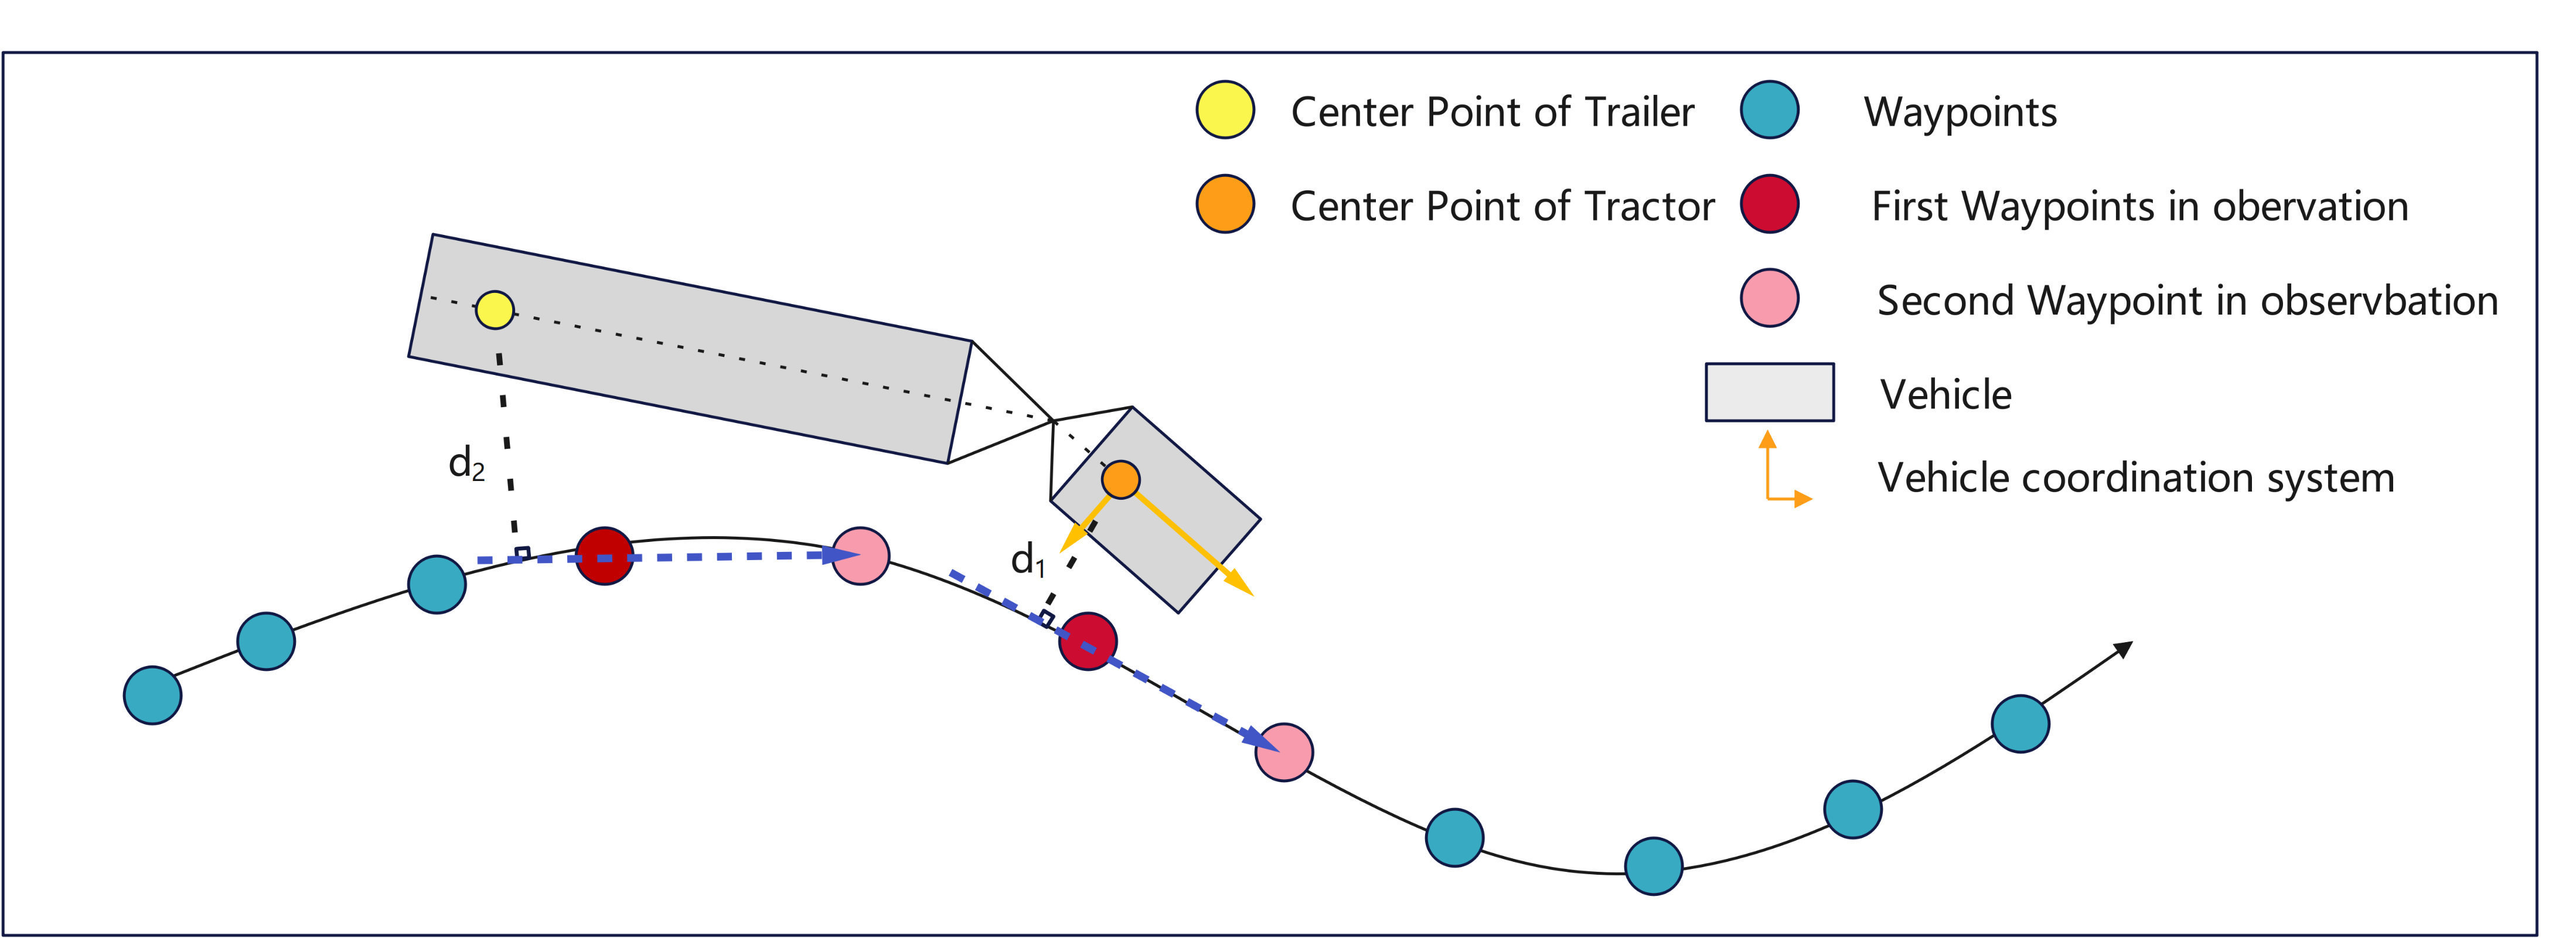 Center Point of Trailer
Waypoints
Center Point of Tractor
First Waypoints in obervation
Second Waypoint in observbation
Vehicle
Vehicle coordination system
d2
d1